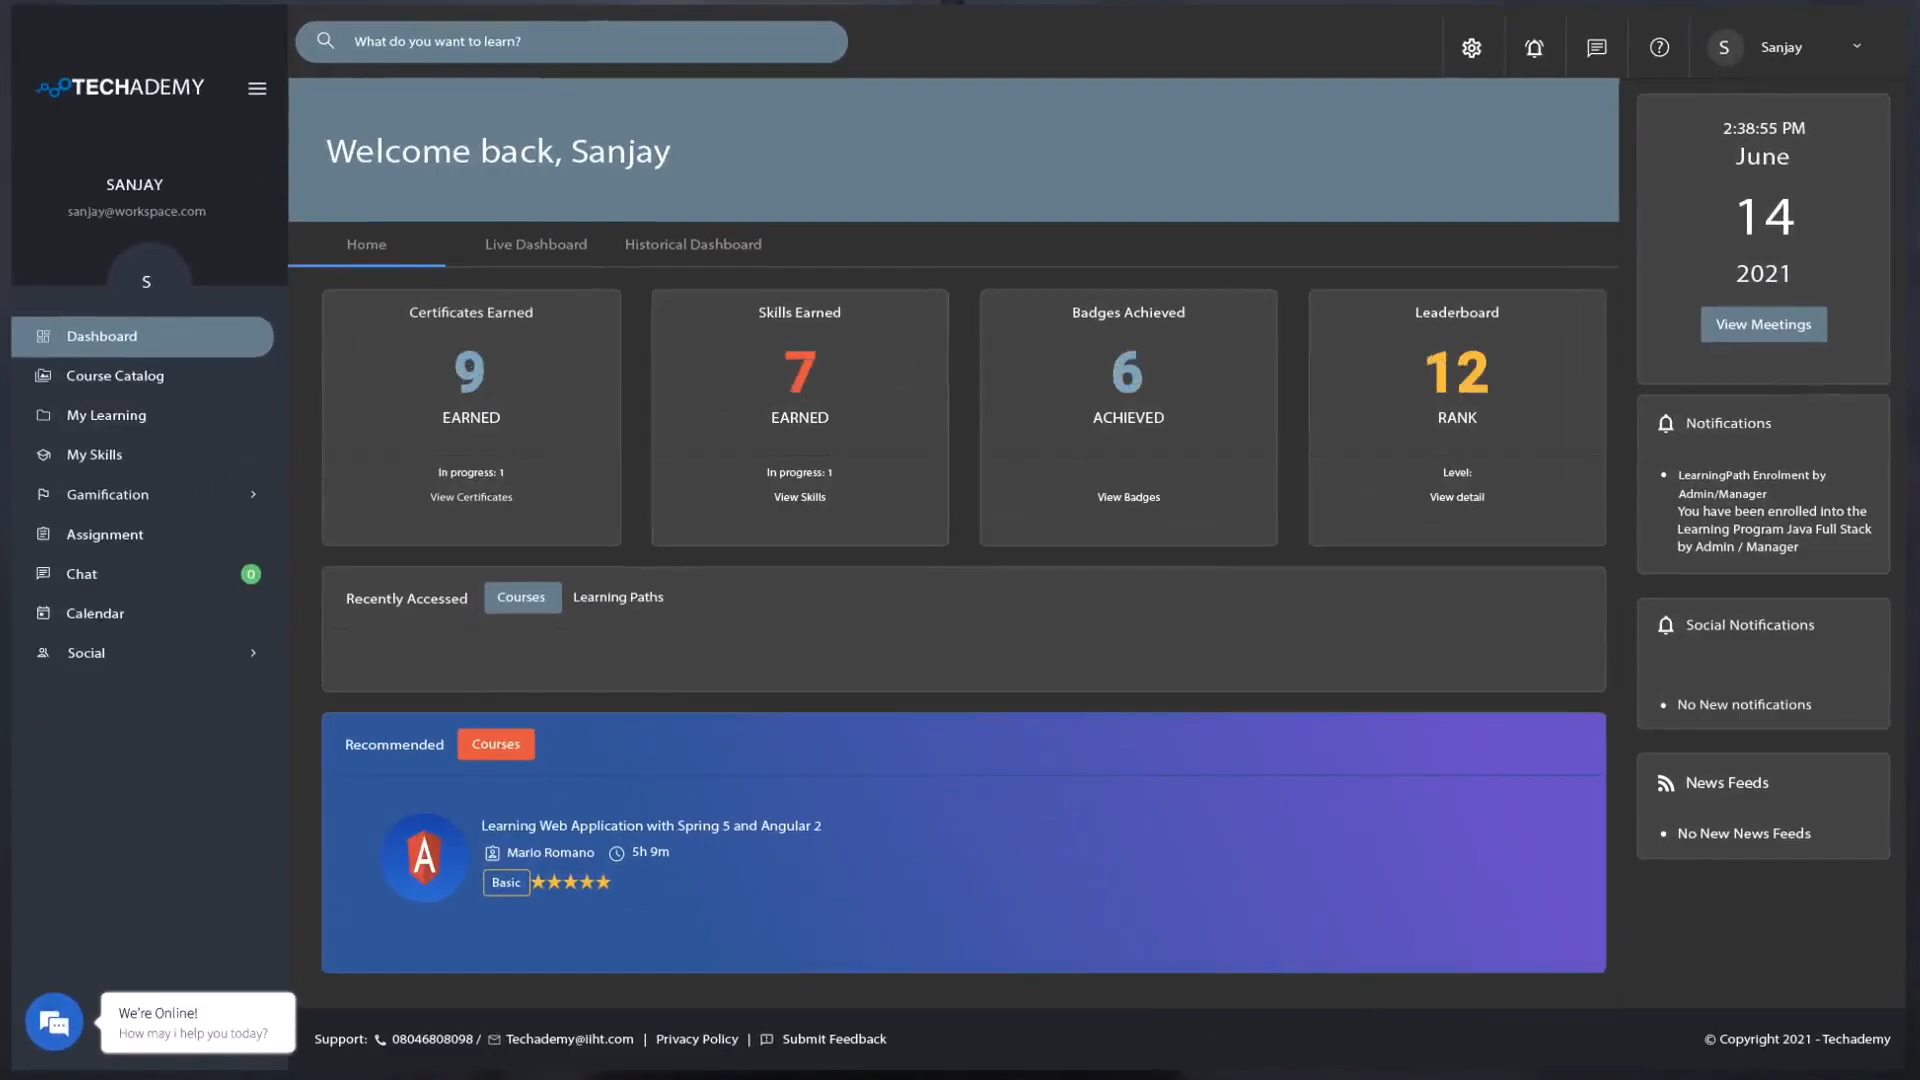 What do you want to learn?
S
Sanjay
TECHADEMY
SANJAY
sanjay@workspace.com
S
Dashboard
Course Catalog
My Learning
My Skills
Gamification
Assignment
Chat
0
Calendar
Social
Welcome back, Sanjay
Home
Live Dashboard
Historical Dashboard
Certificates Earned
9
EARNED
In progress: 1
View Certificates
Skills Earned
7
EARNED
In progress: 1
View Skills
Badges Achieved
6
ACHIEVED
View Badges
Leaderboard
12
RANK
Level:
View detail
Recently Accessed
Courses
Learning Paths
Recommended
Courses
A
Learning Web Application with Spring 5 and Angular 2
Mario Romano
5h 9m
Basic
2:38:55 PM
June
14
2021
View Meetings
Notifications
LearningPath Enrolment by
Admin/Manager
You have been enrolled into the
Learning Program Java Full Stack
by Admin / Manager
Social Notifications
No New notifications
News Feeds
No New News Feeds
We're Online!
How may i help you today?
Support: 08046808098 / Techademy@iiht.com | Privacy Policy | Submit Feedback
© Copyright 2021 - Techademy